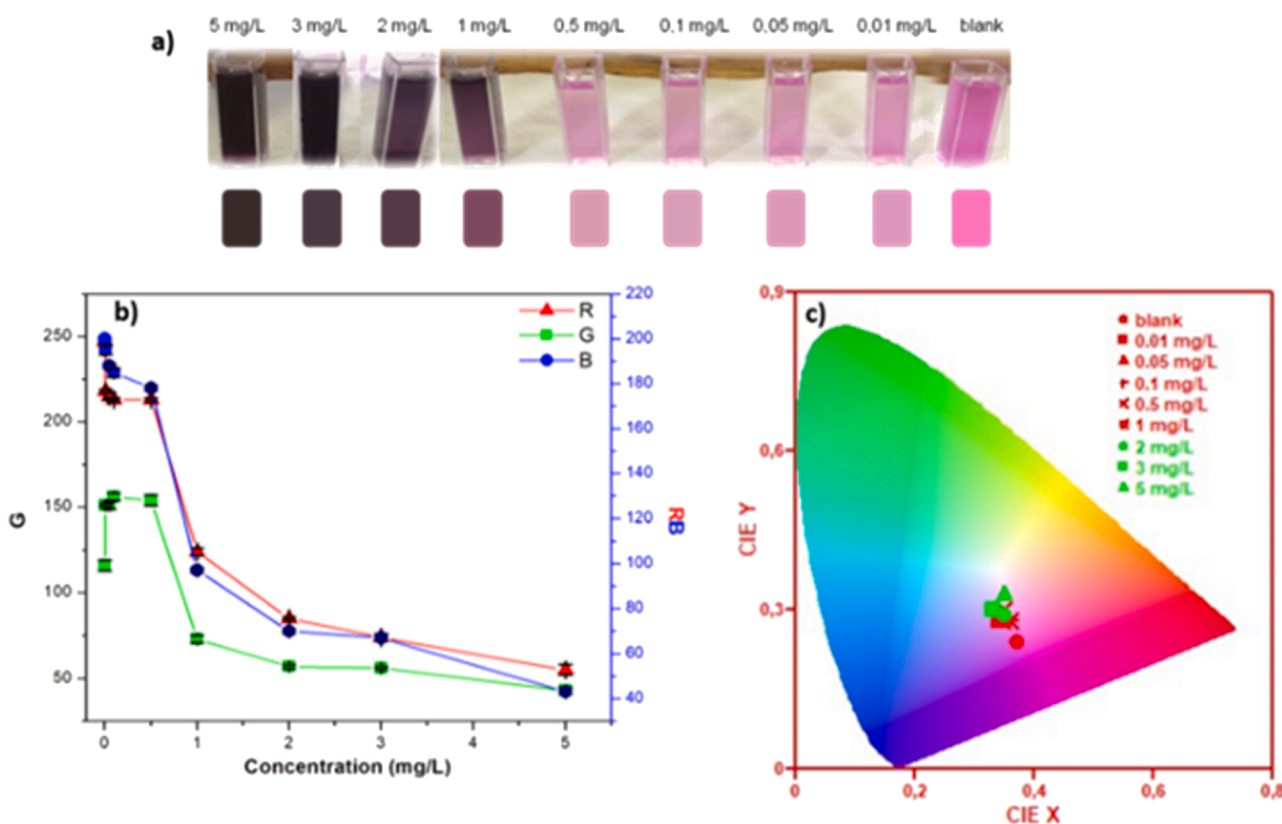 a)
5 mg/L 3 mg/L 2 mg/L 1 mg/L 0.5 mg/L 0.1 mg/L 0.05 mg/L 0,01 mg/L blank
b)
R
G
B
250
200
150
100
50
G
220
200
180
160
140
120
100
80
60
40
RB
0 1 2 3 4 5
Concentration (mg/L)
c)
blank
0.01 mg/L
0.05 mg/L
0.1 mg/L
0.5 mg/L
1 mg/L
2 mg/L
3 mg/L
5 mg/L
0,9
0,6
0,3
0
CIE Y
0 0,2 0,4 0,6 0,8
CIE X